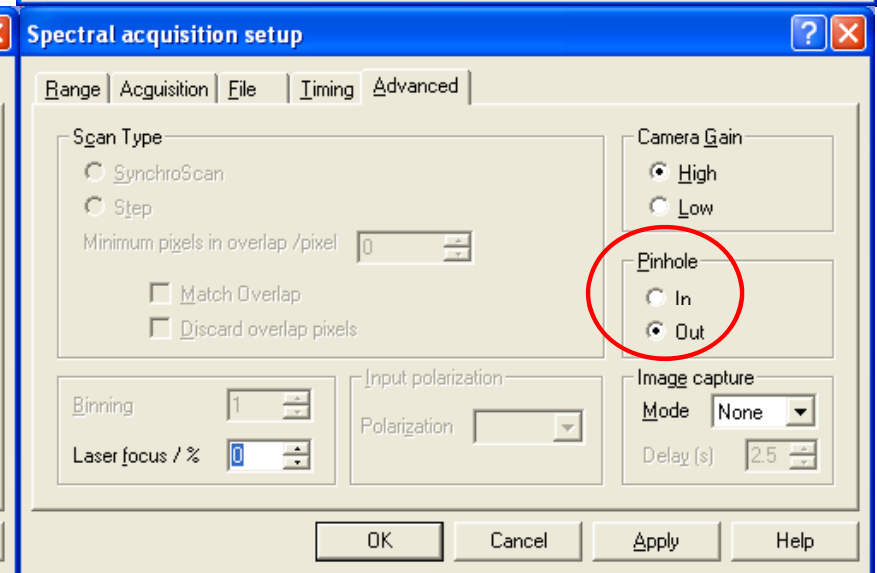 Spectral acquisition setup
Range Acquisition File Timing Advanced
Scan Type
SynchroScan
Step
Minimum pixels in overlap /pixel 0
Match Overlap
Discard overlap pixels
Camera Gain
High
Low
Pinhole
In
Out
Binning 1
Laser focus / % 0
Input polarization
Polarization
Image capture
Mode None
Delay (s) 2.5
OK Cancel Apply Help